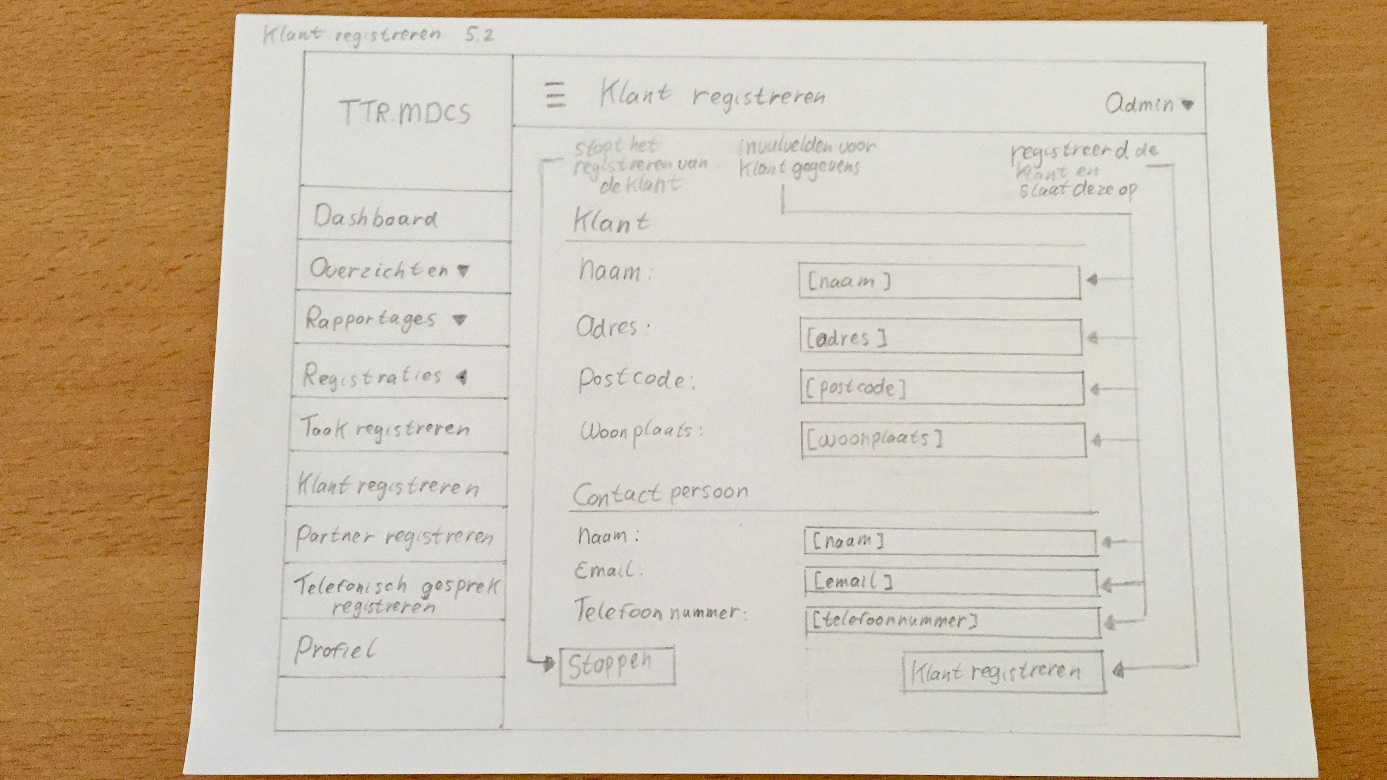 Klant registreren 5.2
TTR.MDCS
Klant registreren
Admin
stopt het
registreren van
de klant
invulvelden voor
klant gegevens
registreerd de
klant en
slaat deze op
Dashboard
Overzichten
Rapportages
Registraties
Taak registreren
Klant registreren
Partner registreren
Telefonisch gesprek
registreren
Profiel
Klant
naam:
[naam]
Adres:
[adres]
Postcode:
[postcode]
Woonplaats:
[woonplaats]
Contact persoon
naam:
[naam]
Email:
[email]
Telefoon nummer:
[telefoonnummer]
Stoppen
Klant registreren